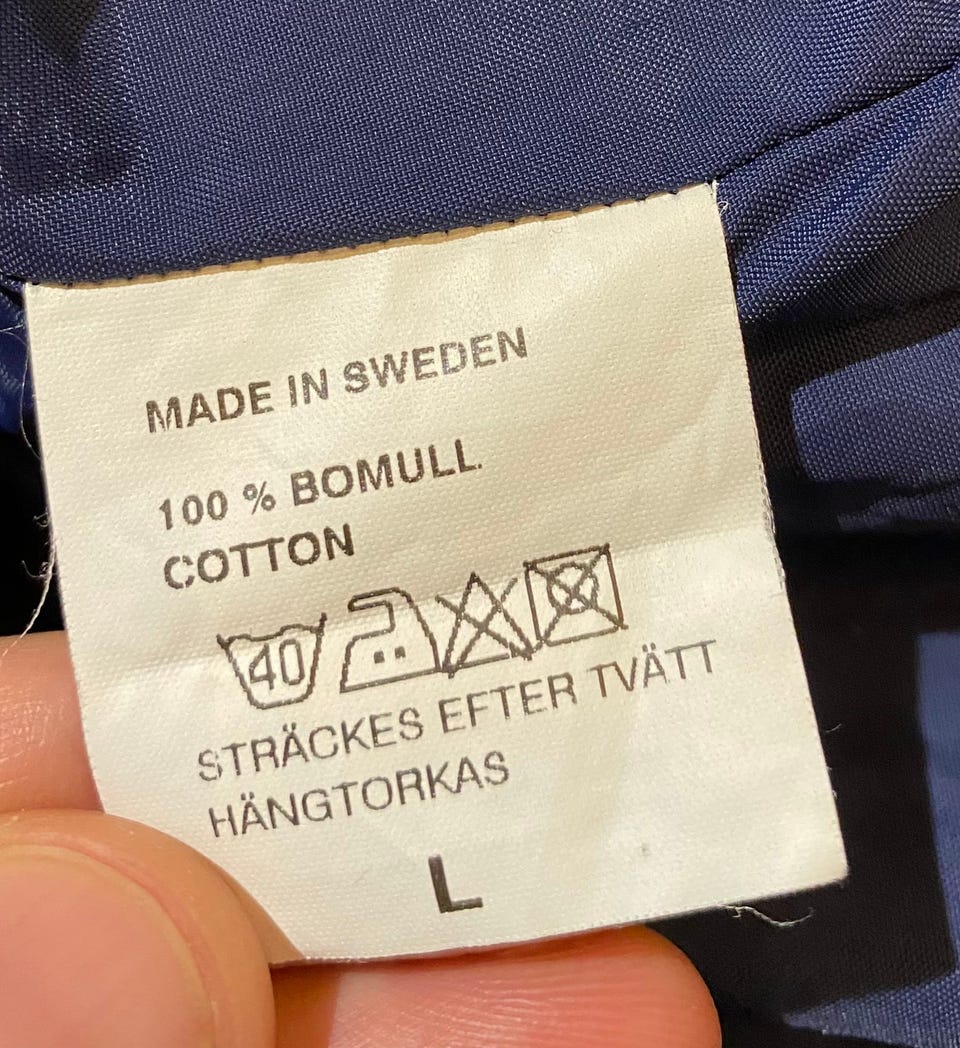 MADE IN SWEDEN
100 % BOMULL
COTTON
40
STRÄCKES EFTER TVÄTT
HÄNGTORKAS
L